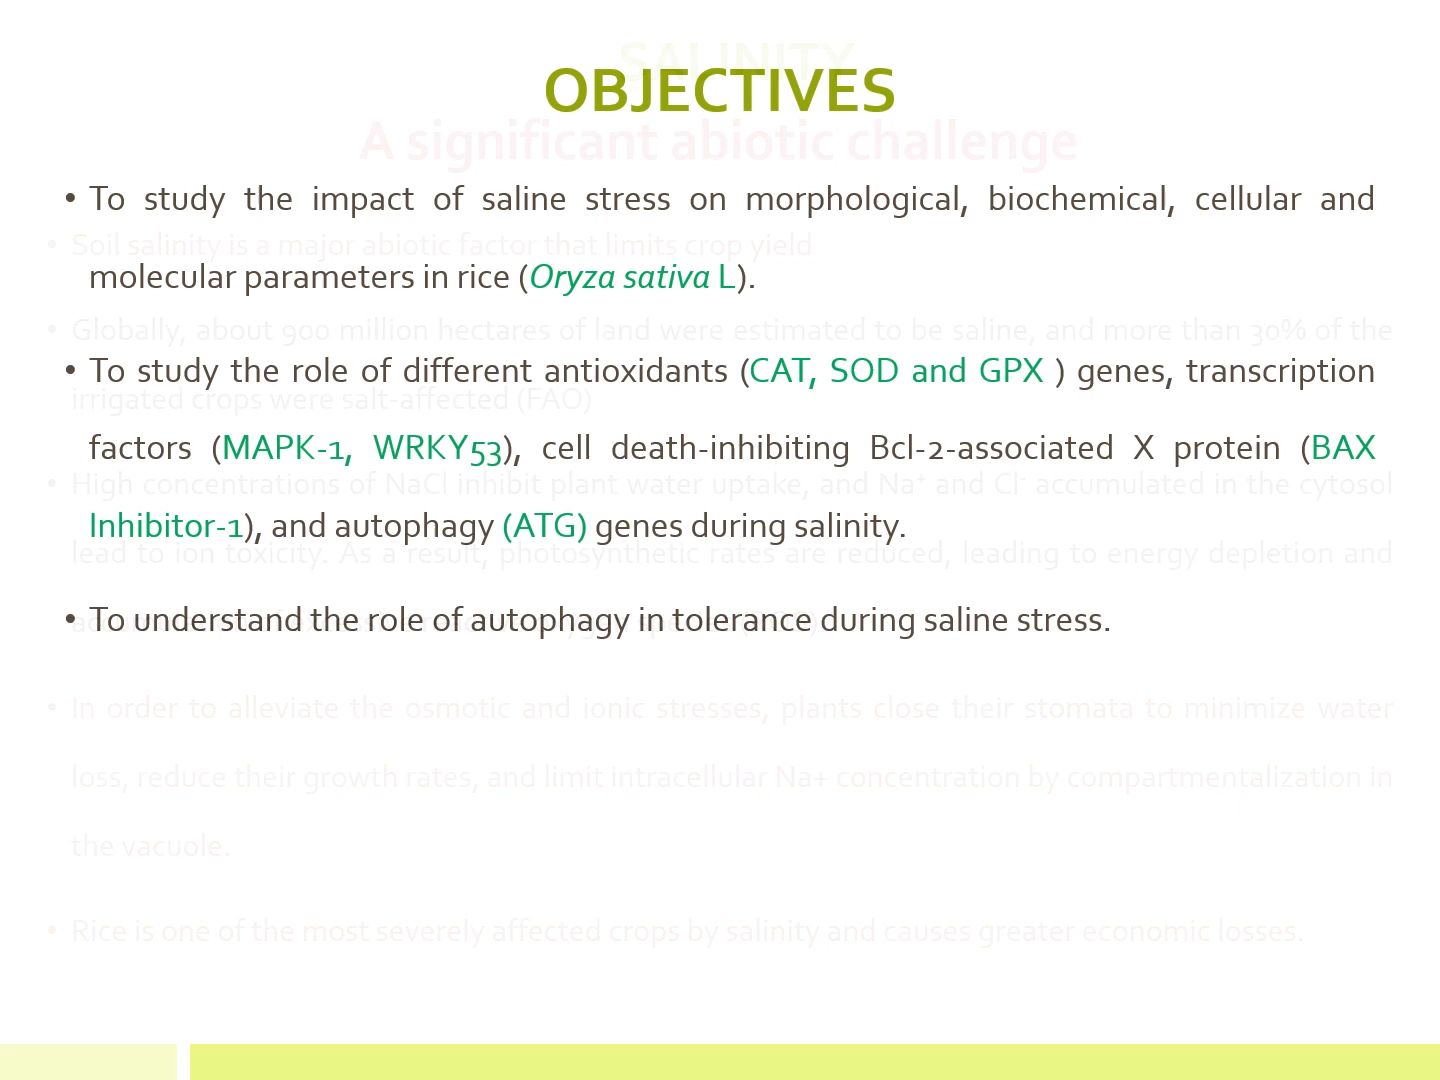 SALINITY
OBJECTIVES
A significant abiotic challenge
• To study the impact of saline stress on morphological, biochemical, cellular and
• Soil salinity is a major abiotic factor that limits crop yield
molecular parameters in rice (Oryza sativa L).
• Globally, about 900 million hectares of land were estimated to be saline, and more than 30% of the
• To study the role of different antioxidants (CAT, SOD and GPX ) genes, transcription
irrigated crops were salt-affected (FAO)
factors (MAPK-1, WRKY53), cell death-inhibiting Bcl-2-associated X protein (BAX
• High concentrations of NaCl inhibit plant water uptake, and Na⁺ and Cl⁻ accumulated in the cytosol
Inhibitor-1), and autophagy (ATG) genes during salinity.
lead to ion toxicity. As a result, photosynthetic rates are reduced, leading to energy depletion and
• To understand the role of autophagy in tolerance during saline stress.
• In order to alleviate the osmotic and ionic stresses, plants close their stomata to minimize water
loss, reduce their growth rates, and limit intracellular Na+ concentration by compartmentalization in
the vacuole.
• Rice is one of the most severely affected crops by salinity and causes greater economic losses.